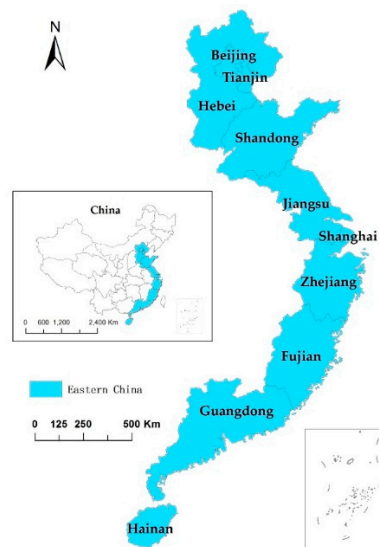 N
Beijing
Tianjin
Hebei
Shandong
Jiangsu
Shanghai
Zhejiang
Fujian
Guangdong
Hainan
China
0 600 1,200 2,400 Km
Eastern China
0 125 250 500 Km